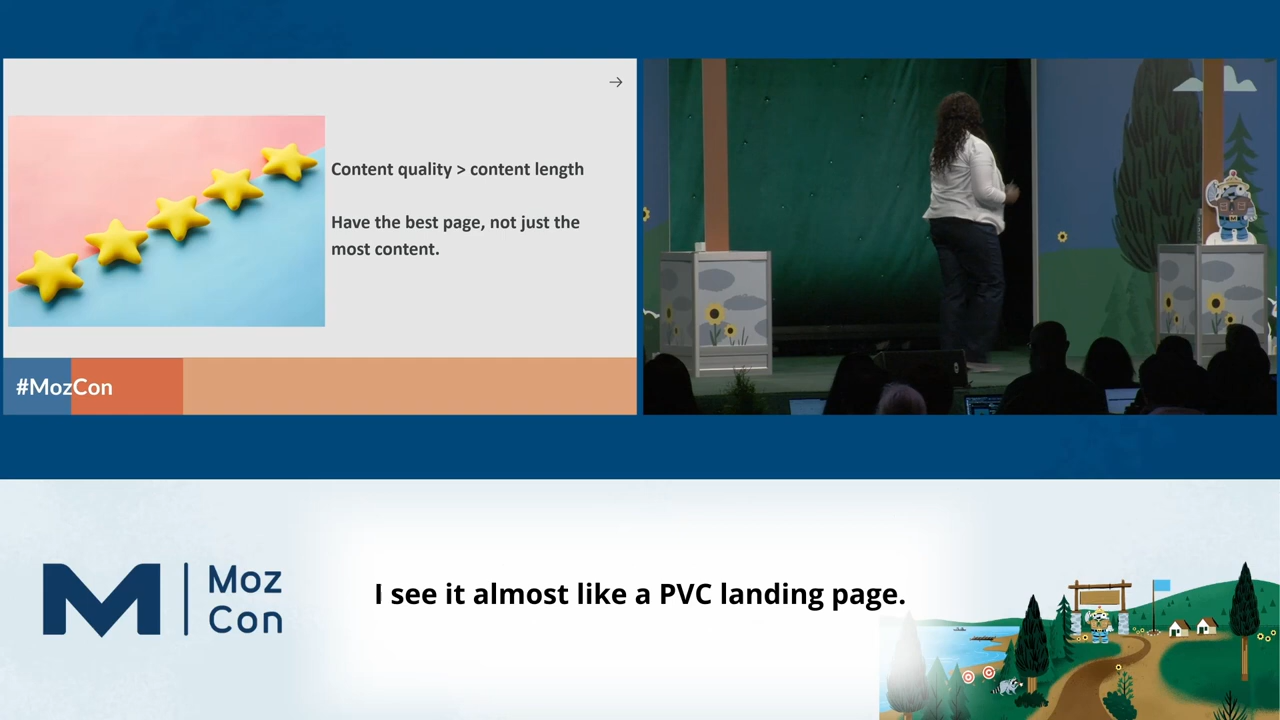 →
Content quality > content length
Have the best page, not just the
most content.
#MozCon
M | Moz
Con
I see it almost like a PVC landing page.